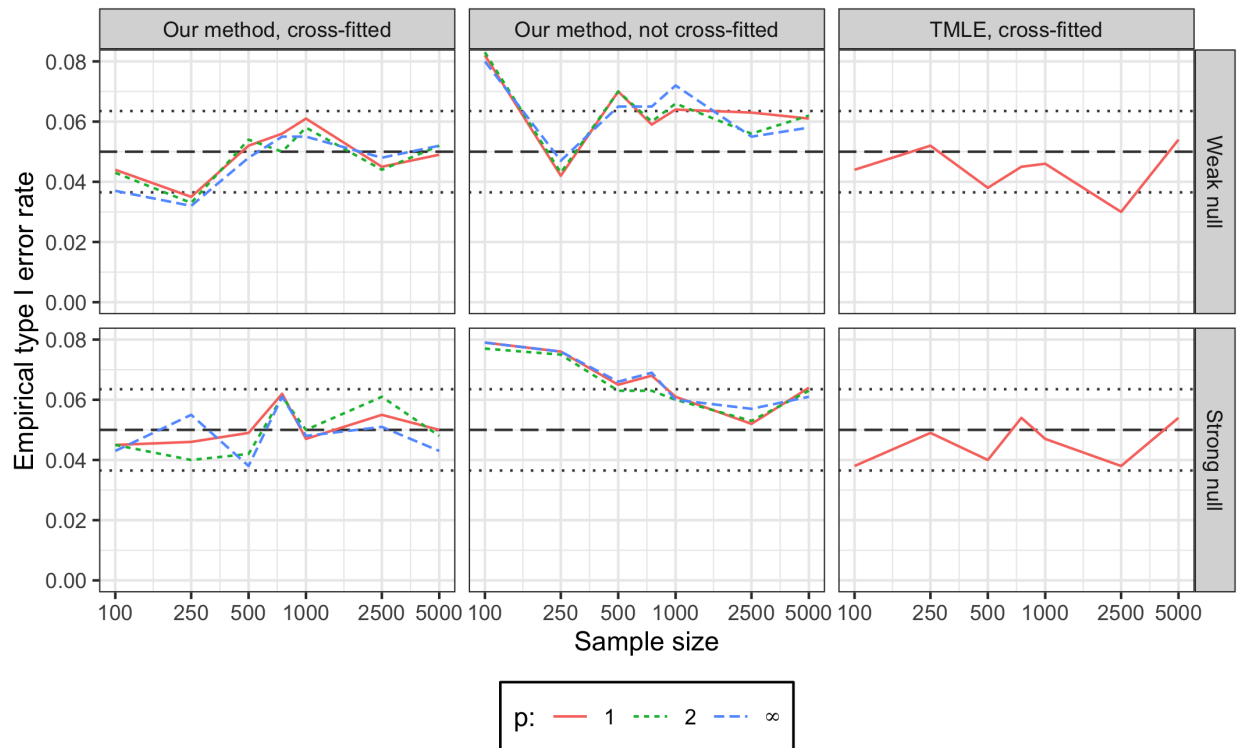 Our method, cross-fitted
Our method, not cross-fitted
TMLE, cross-fitted
Empirical type I error rate
0.08
0.06
0.04
0.02
0.00
Weak null
0.08
0.06
0.04
0.02
0.00
Strong null
100 250 500 1000 2500 5000
100 250 500 1000 2500 5000
100 250 500 1000 2500 5000
Sample size
p: 1 2 ∞